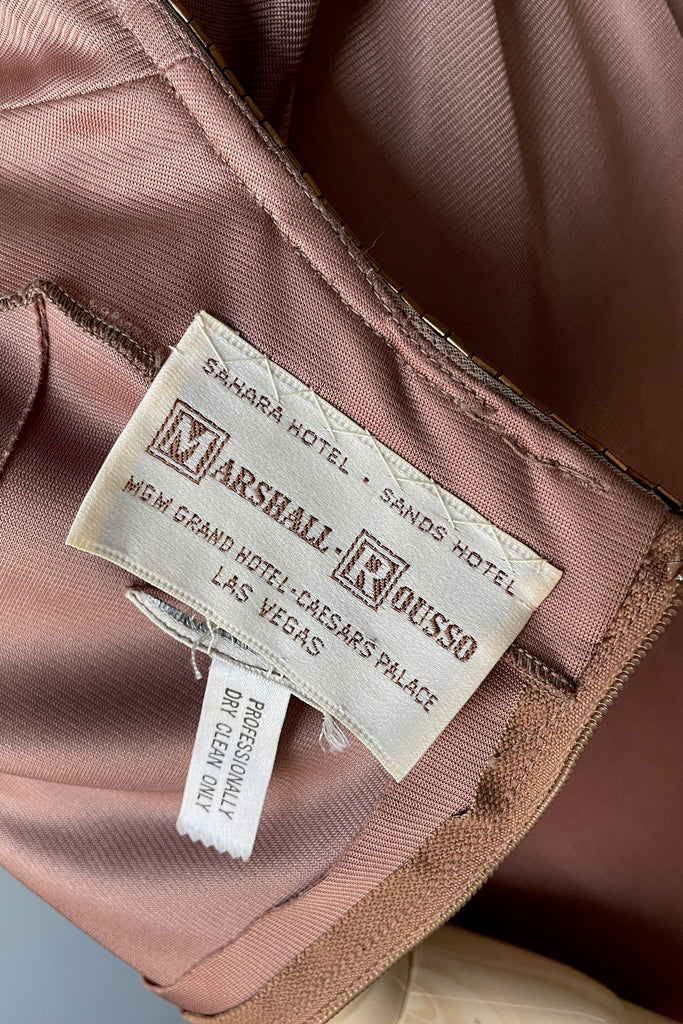 SAHARA HOTEL • SANDS HOTEL
MARSHALL-ROUSSO
MGM GRAND HOTEL-CAESARS PALACE
LAS VEGAS
PROFESSIONALLY
DRY CLEAN ONLY